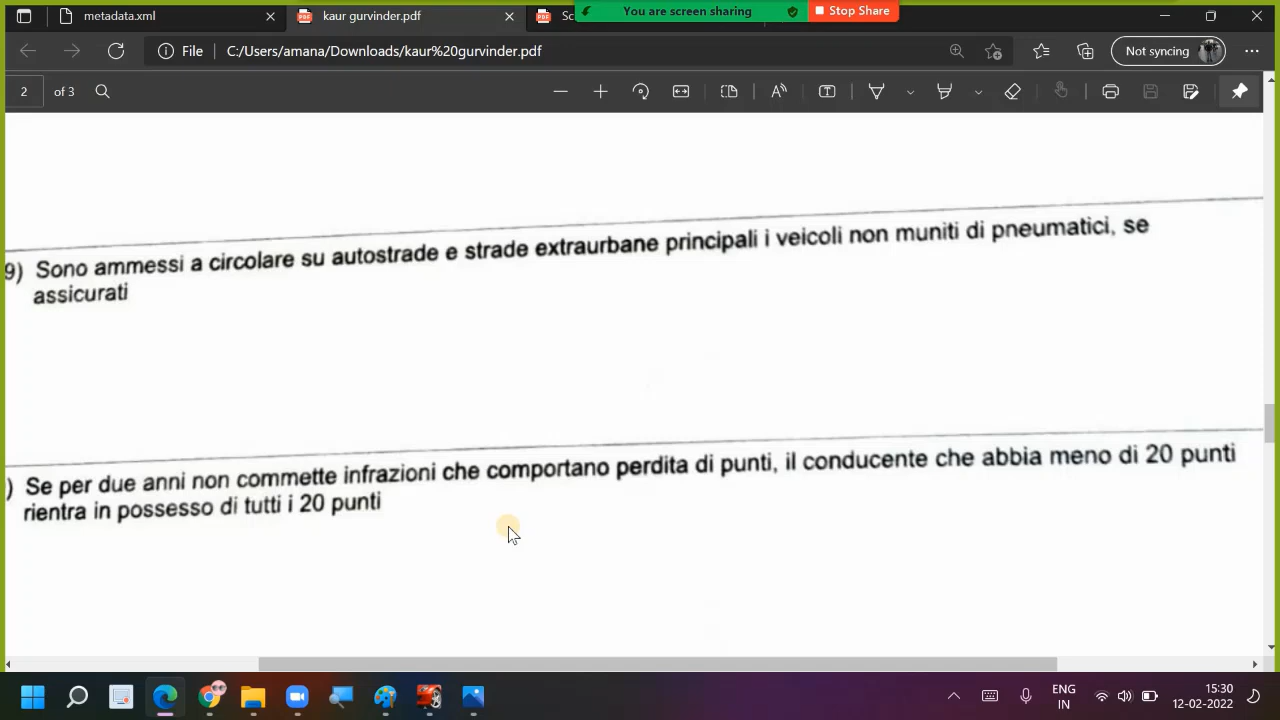 metadata.xml
kaur gurvinder.pdf
You are screen sharing
Stop Share
File
C:/Users/amana/Downloads/kaur%20gurvinder.pdf
Not syncing
2 of 3
9) Sono ammessi a circolare su autostrade e strade extraurbane principali i veicoli non muniti di pneumatici, se
assicurati
) Se per due anni non commette infrazioni che comportano perdita di punti, il conducente che abbia meno di 20 punti
rientra in possesso di tutti i 20 punti
ENG
IN
15:30
12-02-2022